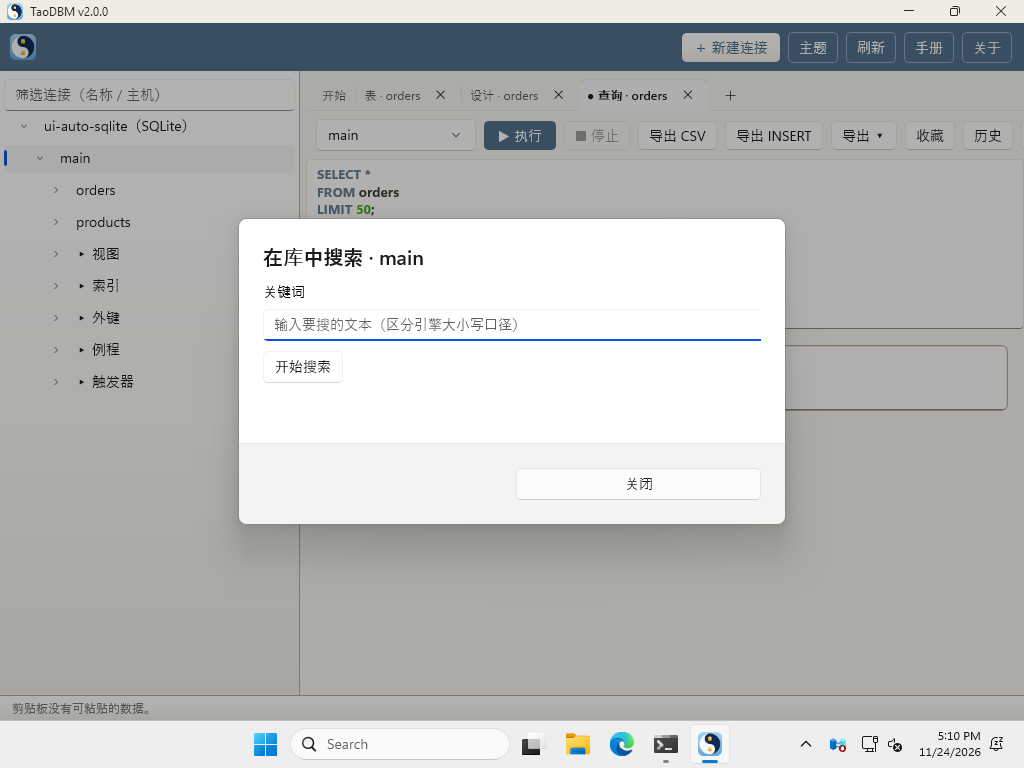 TaoDBM v2.0.0
+ 新建连接 主题 刷新 手册 关于
筛选连接（名称 / 主机）
ui-auto-sqlite（SQLite）
main
orders
products
视图
索引
外键
例程
触发器
开始 表 · orders 设计 · orders ● 查询 · orders
main 执行 停止 导出 CSV 导出 INSERT 导出 收藏 历史
SELECT *
FROM orders
LIMIT 50;
在库中搜索 · main
关键词
输入要搜的文本（区分引擎大小写口径）
开始搜索
关闭
剪贴板没有可粘贴的数据。
Search
5:10 PM
11/24/2026